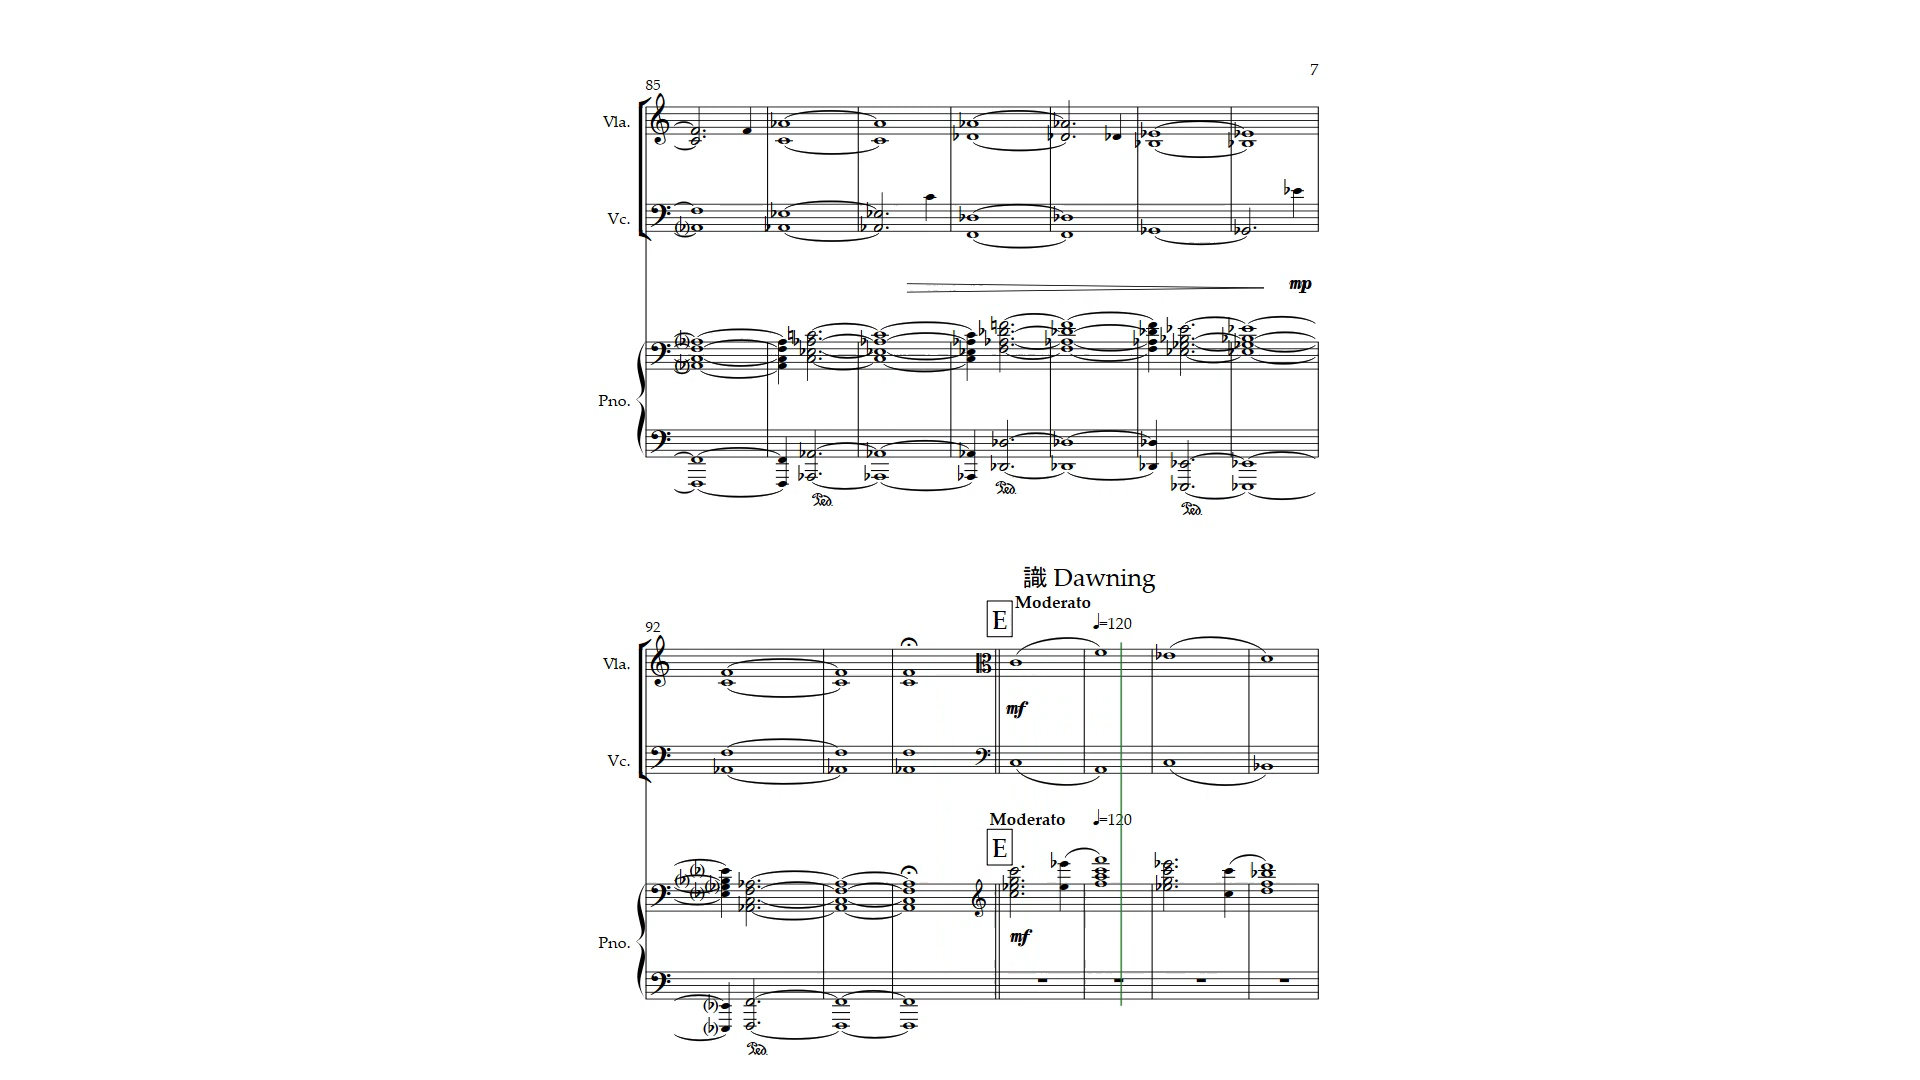 7
85
Vla.
Vc.
mp
Pno.
Ped.
Ped.
Ped.
識 Dawning
Moderato
E
♩=120
92
Vla.
mf
Vc.
Moderato ♩=120
E
mf
Pno.
Ped.